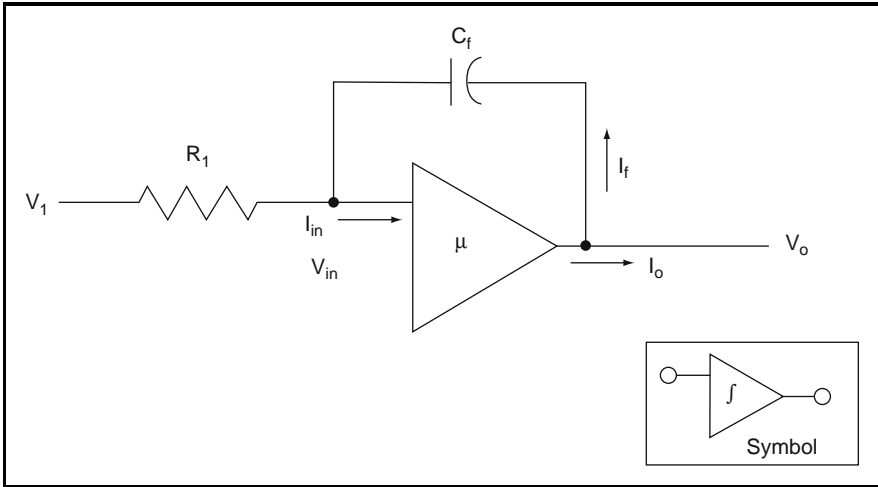 C_f
R_1
I_f
V_1
I_in
μ
V_o
V_in
I_o
∫
Symbol